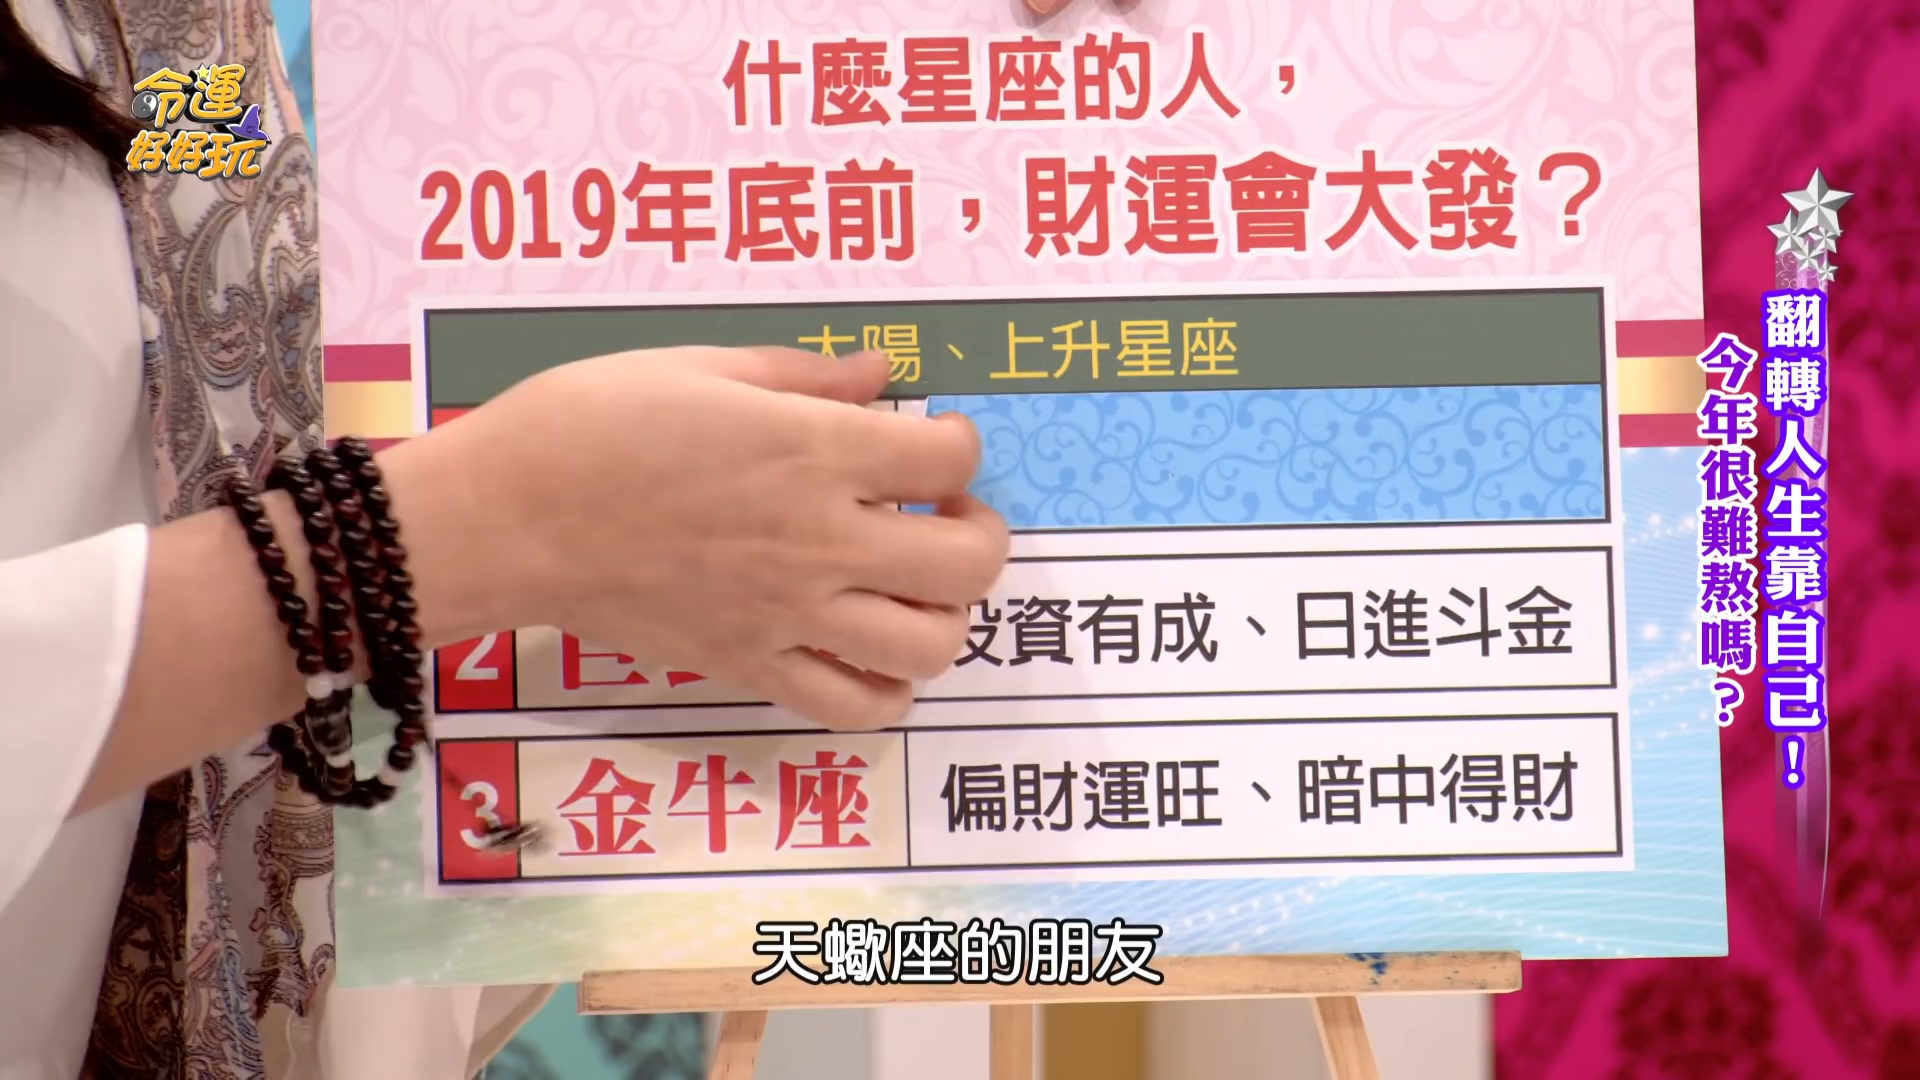 命運
好好玩
什麼星座的人，
2019年底前，財運會大發？
太陽、上升星座
2
投資有成、日進斗金
3 金牛座 偏財運旺、暗中得財
翻轉人生靠自己！
今年很難熬嗎？
天蠍座的朋友